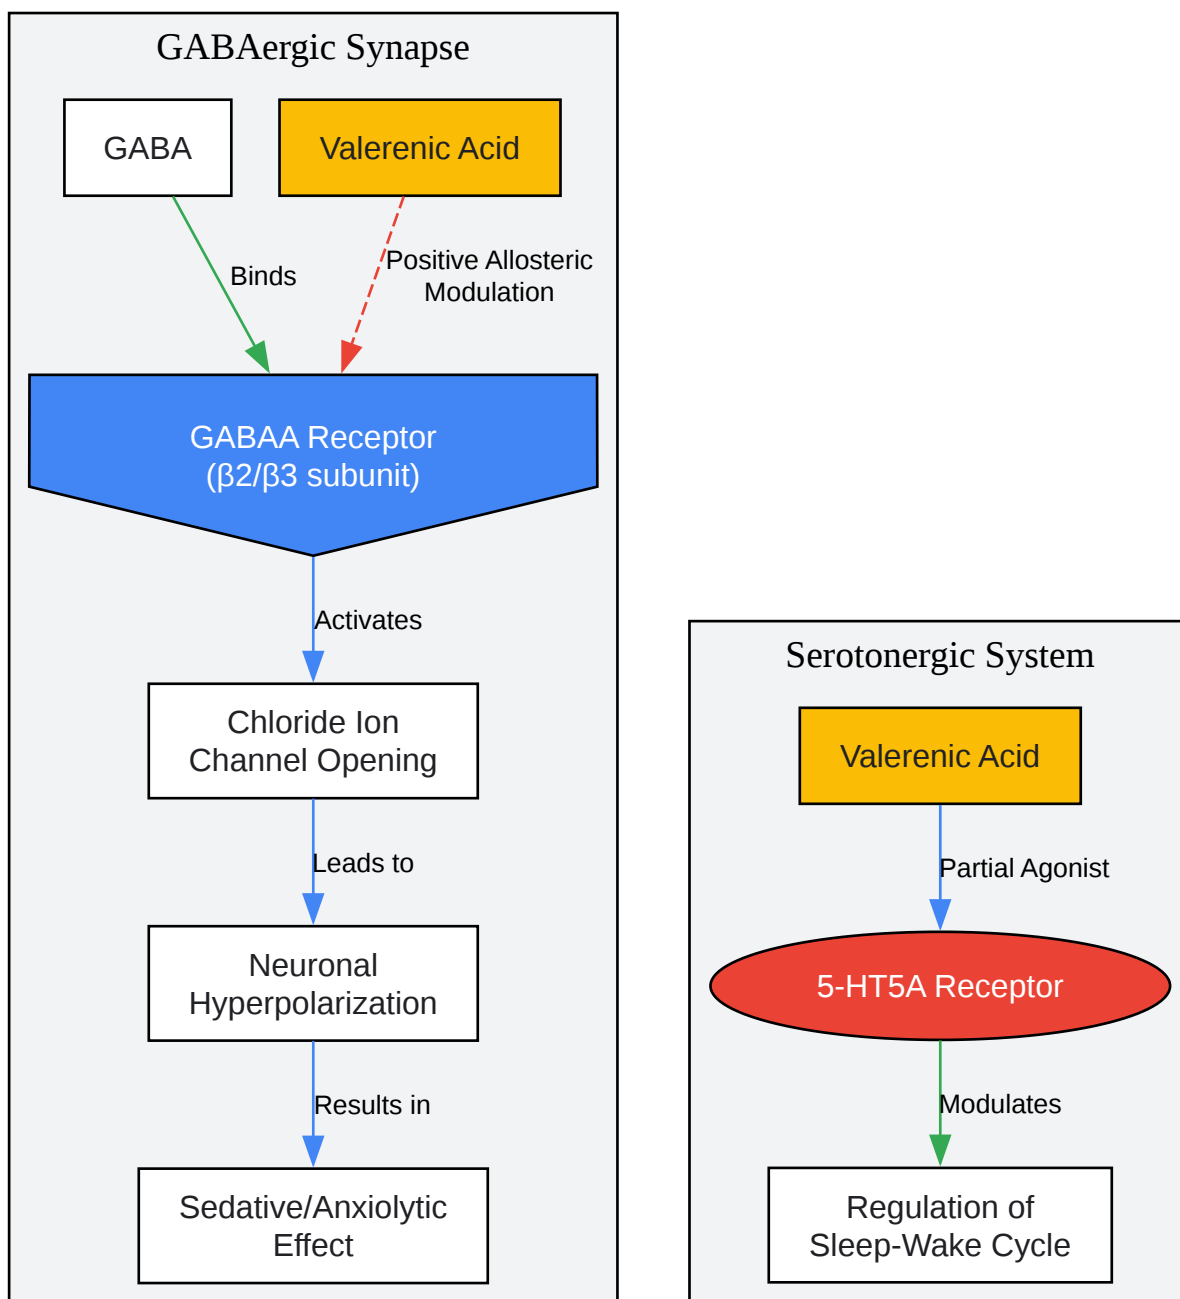 GABAergic Synapse
GABA
Valerenic Acid
Binds
Positive Allosteric
Modulation
GABAA Receptor
(β2/β3 subunit)
Activates
Chloride Ion
Channel Opening
Leads to
Neuronal
Hyperpolarization
Results in
Sedative/Anxiolytic
Effect
Serotonergic System
Valerenic Acid
Partial Agonist
5-HT5A Receptor
Modulates
Regulation of
Sleep-Wake Cycle